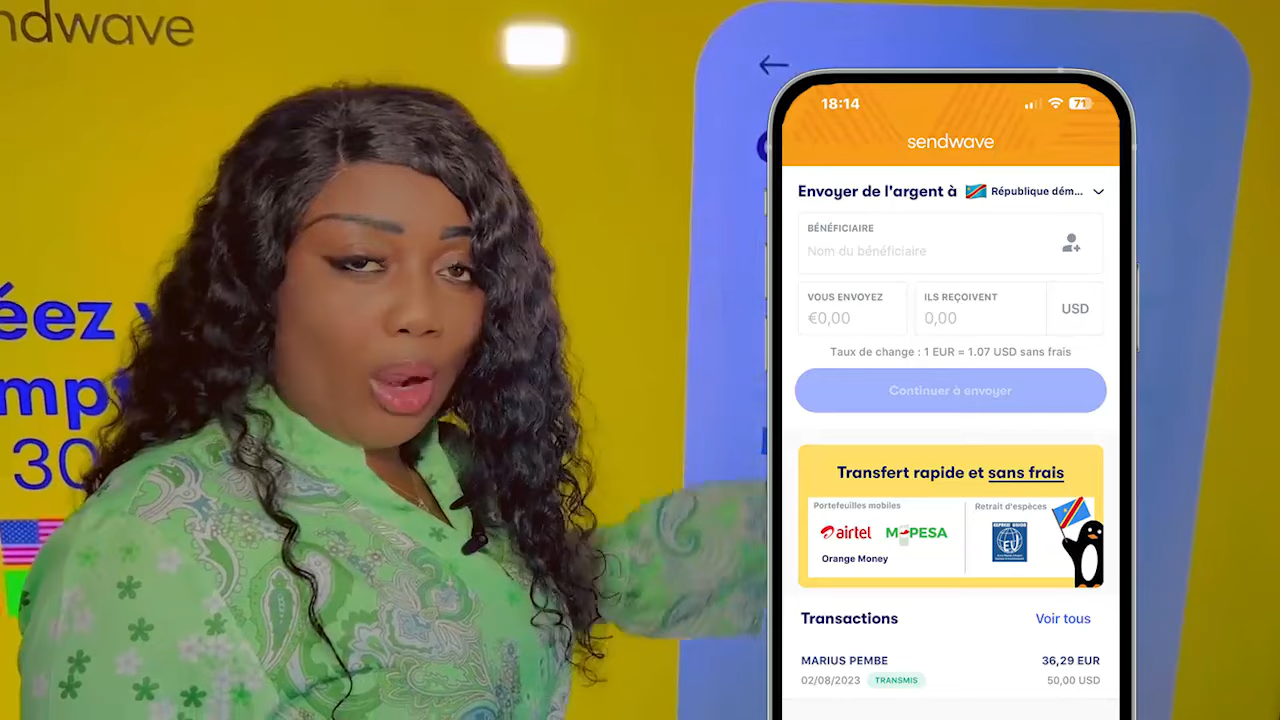 ndwave
éez
mp
30
18:14
71
sendwave
Envoyer de l'argent à République dém...
BÉNÉFICIAIRE
Nom du bénéficiaire
VOUS ENVOYEZ
€0,00
ILS REÇOIVENT
0,00
USD
Taux de change : 1 EUR = 1.07 USD sans frais
Continuer à envoyer
Transfert rapide et sans frais
Portefeuilles mobiles
airtel
M-PESA
Orange Money
Retrait d'espèces
Transactions
Voir tous
MARIUS PEMBE
36,29 EUR
02/08/2023
TRANSMIS
50,00 USD